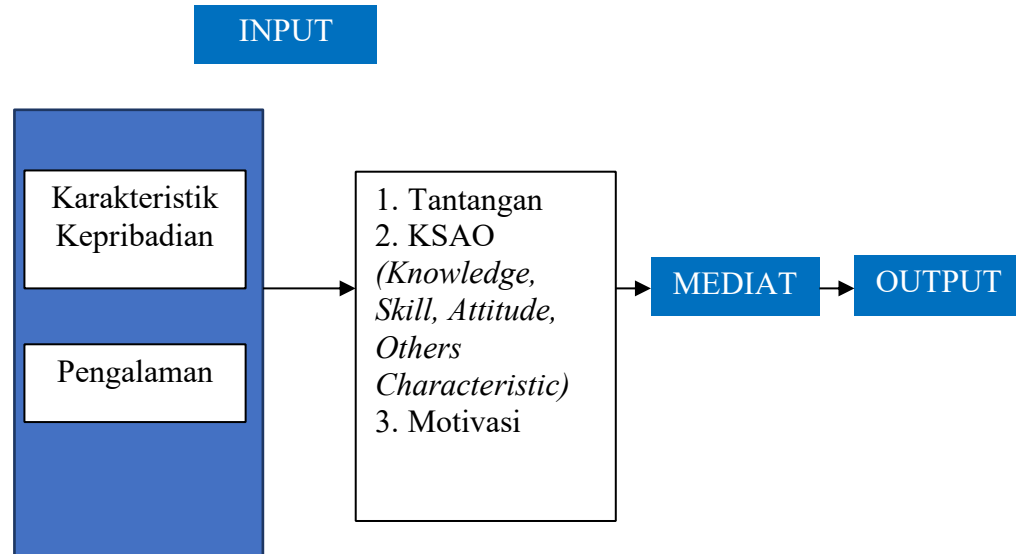 INPUT
Karakteristik
Kepribadian
Pengalaman
1. Tantangan
2. KSAO
(Knowledge,
Skill, Attitude,
Others
Characteristic)
3. Motivasi
MEDIAT
OUTPUT